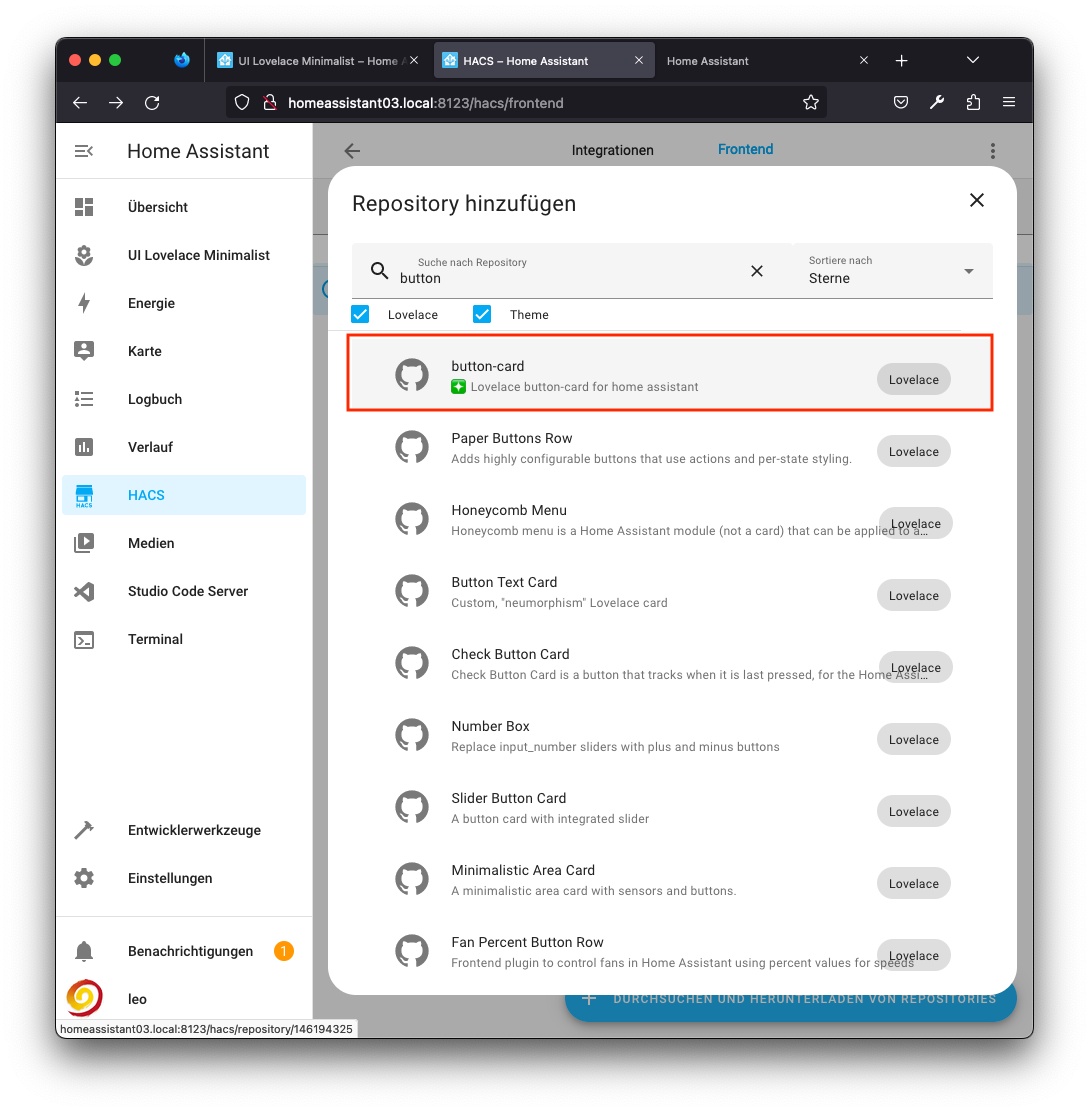 UI Lovelace Minimalist – Home A
HACS – Home Assistant
Home Assistant
homeassistant03.local:8123/hacs/frontend
Home Assistant
Integrationen
Frontend
Übersicht
UI Lovelace Minimalist
Energie
Karte
Logbuch
Verlauf
HACS
HACS
Medien
Studio Code Server
Terminal
Entwicklerwerkzeuge
Einstellungen
Benachrichtigungen 1
leo
homeassistant03.local:8123/hacs/repository/146194325
Repository hinzufügen
Suche nach Repository
button
Sortiere nach
Sterne
Lovelace
Theme
button-card
Lovelace button-card for home assistant
Lovelace
Paper Buttons Row
Adds highly configurable buttons that use actions and per-state styling.
Lovelace
Honeycomb Menu
Honeycomb menu is a Home Assistant module (not a card) that can be applied to a…
Lovelace
Button Text Card
Custom, "neumorphism" Lovelace card
Lovelace
Check Button Card
Check Button Card is a button that tracks when it is last pressed, for the Home Assi…
Lovelace
Number Box
Replace input_number sliders with plus and minus buttons
Lovelace
Slider Button Card
A button card with integrated slider
Lovelace
Minimalistic Area Card
A minimalistic area card with sensors and buttons.
Lovelace
Fan Percent Button Row
Frontend plugin to control fans in Home Assistant using percent values for speeds
Lovelace
DURCHSUCHEN UND HERUNTERLADEN VON REPOSITORIES